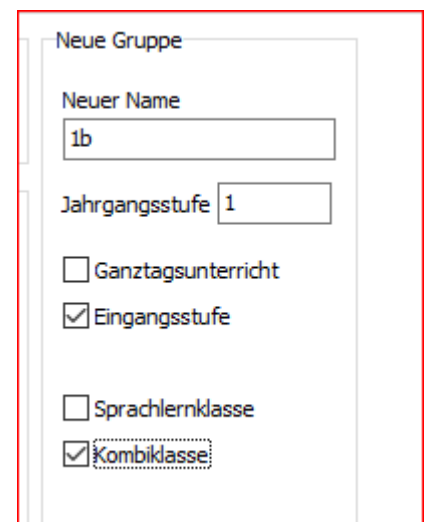 Neue Gruppe
Neuer Name
1b
Jahrgangsstufe 1
Ganztagsunterricht
Eingangsstufe
Sprachlernklasse
Kombiklasse